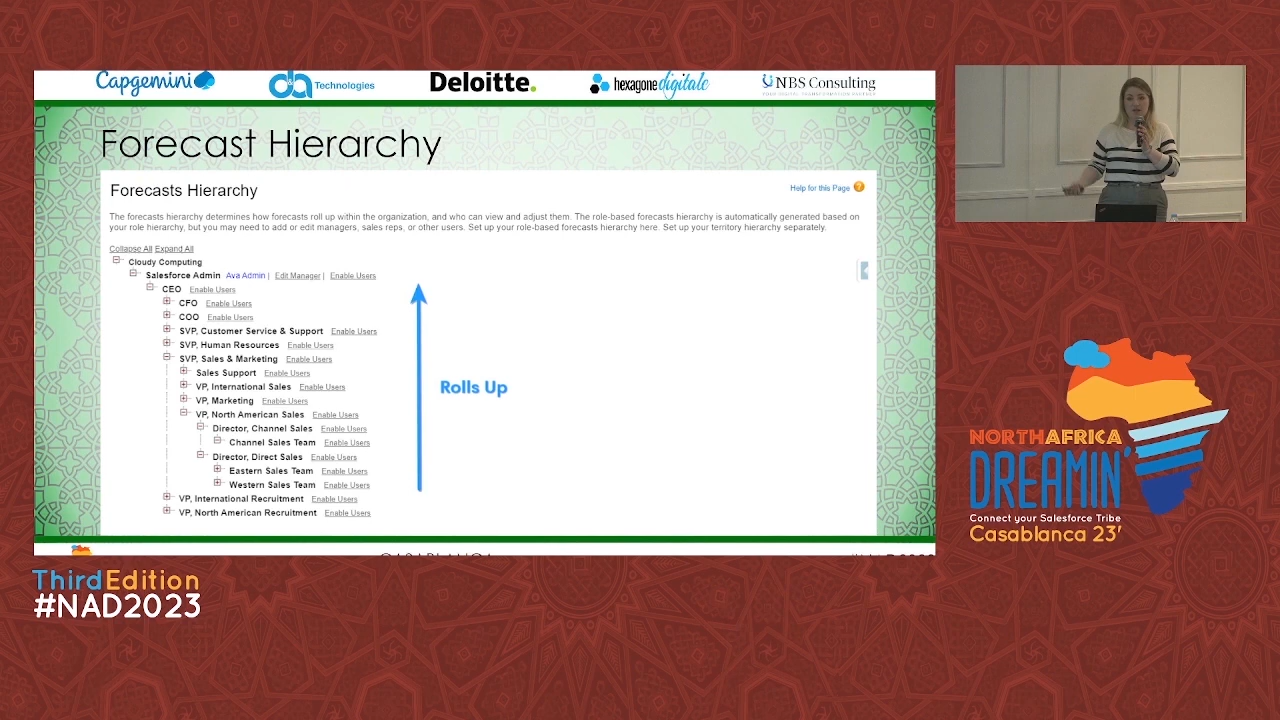 Capgemini
d&a Technologies
Deloitte.
hexagone digitale
NBS Consulting
YOUR DIGITAL TRANSFORMATION PARTNER
Forecast Hierarchy
Forecasts Hierarchy
Help for this Page ?
The forecasts hierarchy determines how forecasts roll up within the organization, and who can view and adjust them. The role-based forecasts hierarchy is automatically generated based on
your role hierarchy, but you may need to add or edit managers, sales reps, or other users. Set up your role-based forecasts hierarchy here. Set up your territory hierarchy separately.
Collapse All Expand All
Cloudy Computing
Salesforce Admin Ava Admin | Edit Manager | Enable Users
CEO Enable Users
CFO Enable Users
COO Enable Users
SVP, Customer Service & Support Enable Users
SVP, Human Resources Enable Users
SVP, Sales & Marketing Enable Users
Sales Support Enable Users
VP, International Sales Enable Users
VP, Marketing Enable Users
VP, North American Sales Enable Users
Director, Channel Sales Enable Users
Channel Sales Team Enable Users
Director, Direct Sales Enable Users
Eastern Sales Team Enable Users
Western Sales Team Enable Users
VP, International Recruitment Enable Users
VP, North American Recruitment Enable Users
Rolls Up
NORTHAFRICA
DREAMIN'
Connect your Salesforce Tribe
Casablanca 23'
ThirdEdition
#NAD2023